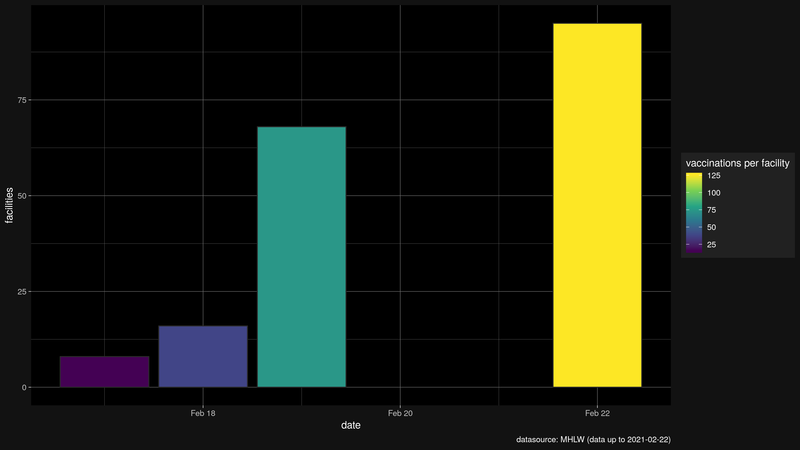 facilities
75
50
25
0
Feb 18
Feb 20
Feb 22
date
vaccinations per facility
125
100
75
50
25
datasource: MHLW (data up to 2021-02-22)